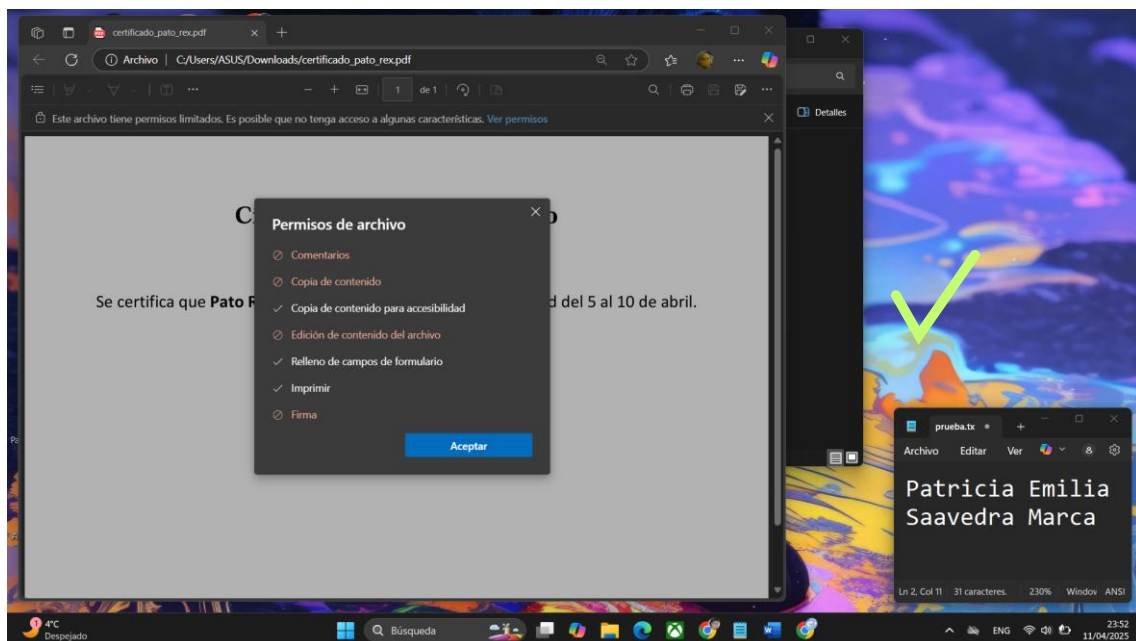 certificado_pato_rex.pdf
Archivo | C:/Users/ASUS/Downloads/certificado_pato_rex.pdf
1 de 1
Este archivo tiene permisos limitados. Es posible que no tenga acceso a algunas características. Ver permisos
Detalles
Permisos de archivo
Comentarios
Copia de contenido
Se certifica que Pato
d del 5 al 10 de abril.
Copia de contenido para accesibilidad
Edición de contenido del archivo
Relleno de campos de formulario
Imprimir
Firma
Aceptar
prueba.tx
Archivo Editar Ver
Patricia Emilia
Saavedra Marca
Ln 2, Col 11 31 caracteres. 230% Window ANSI
1
4°C
Despejado
Búsqueda
ENG
23:52
11/04/2025